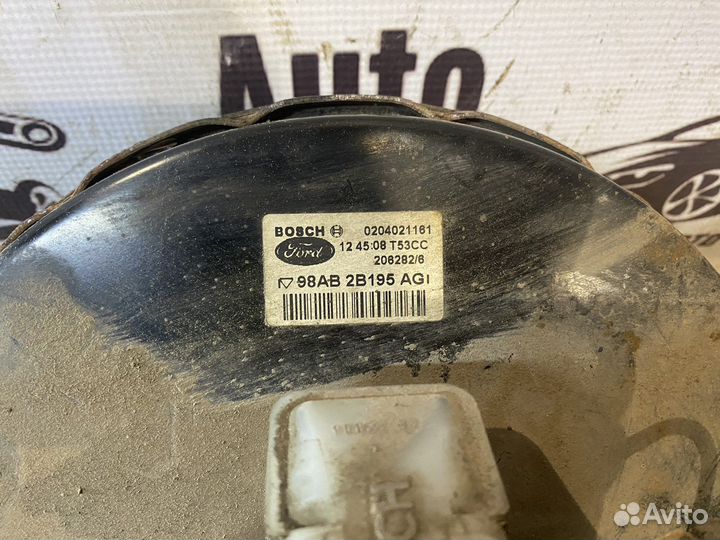 Auto
BOSCH 0204021161
Ford 12 45:08 T53CC
206282/6
98AB 2B195 AG
Avito